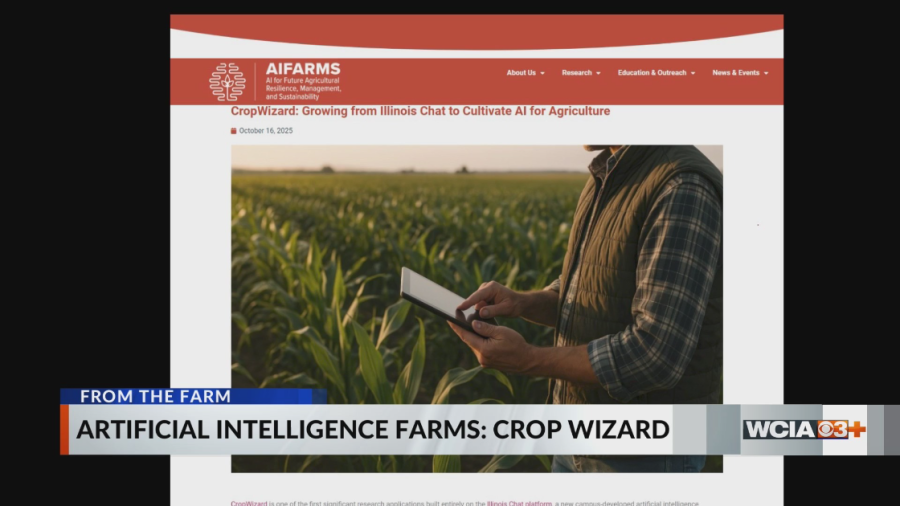 AIFARMS
AI for Future Agricultural
Resilience, Management,
and Sustainability
About Us
Research
Education & Outreach
News & Events
CropWizard: Growing from Illinois Chat to Cultivate AI for Agriculture
October 16, 2025
FROM THE FARM
ARTIFICIAL INTELLIGENCE FARMS: CROP WIZARD
WCIA 3+
CropWizard is one of the first significant research applications built entirely on the Illinois Chat platform, a new campus-developed artificial intelligence